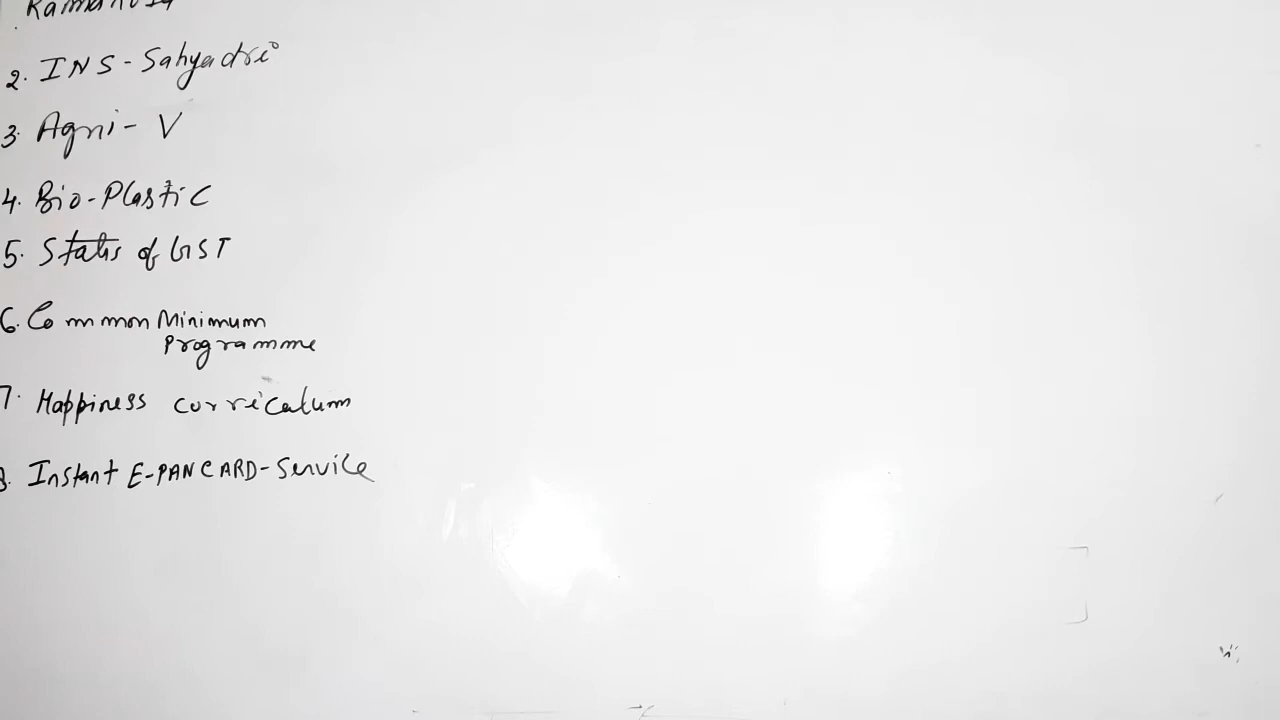 2. INS - Sahyadri
3. Agni - V
4. Bio-Plastic
5. Status of GST
6. Common Minimum
Programme
7. Happiness curriculum
8. Instant E-PANCARD-Service